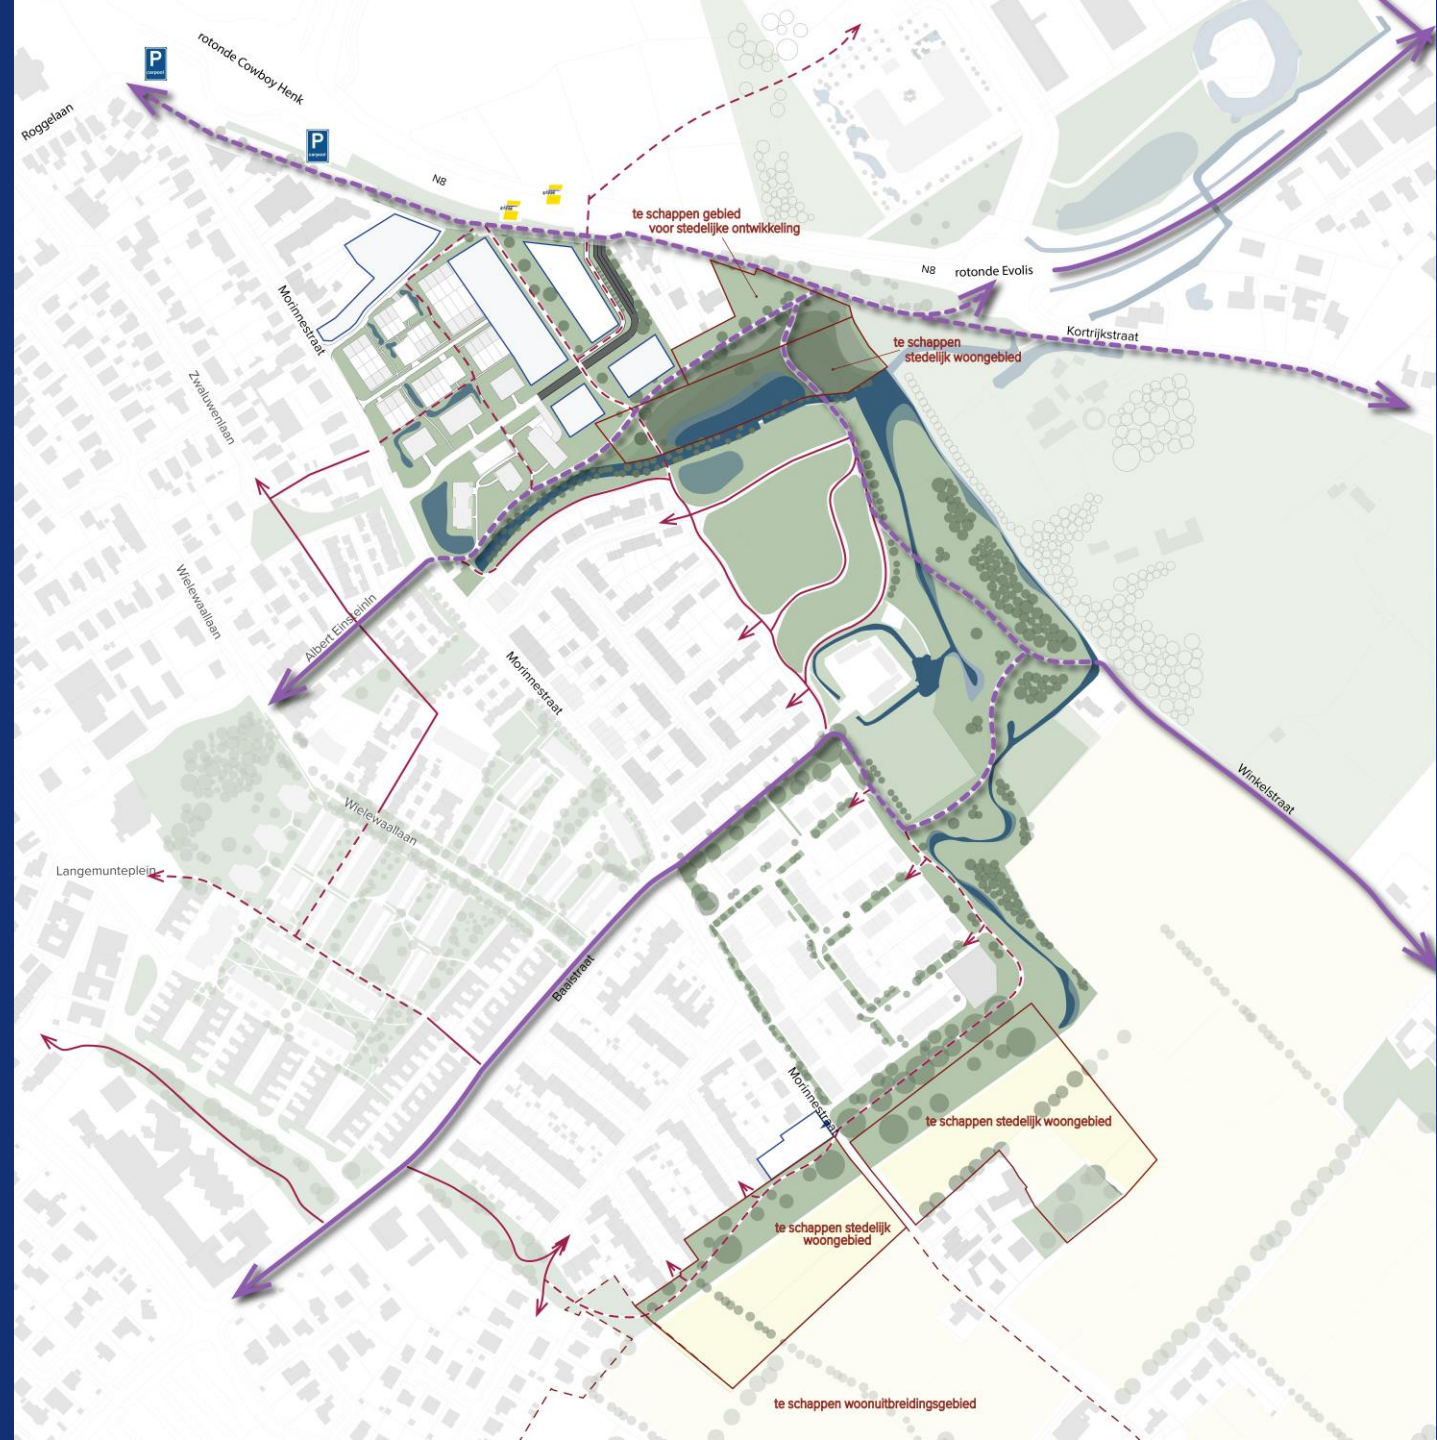 P
carpool
rotonde Cowboy Henk
Roggelaan
P
carpool
N8
te schappen gebied
voor stedelijke ontwikkeling
N8
rotonde Evolis
Morinnestraat
Kortrijkstraat
te schappen
stedelijk woongebied
Zwaluwenlaan
Wielewaallaan
Albert Einsteinln
Morinnestraat
Winkelstraat
Wielewaallaan
Langemunteplein
Baaistraat
Morinnestraat
te schappen stedelijk woongebied
te schappen stedelijk
woongebied
te schappen woonuitbreidingsgebied